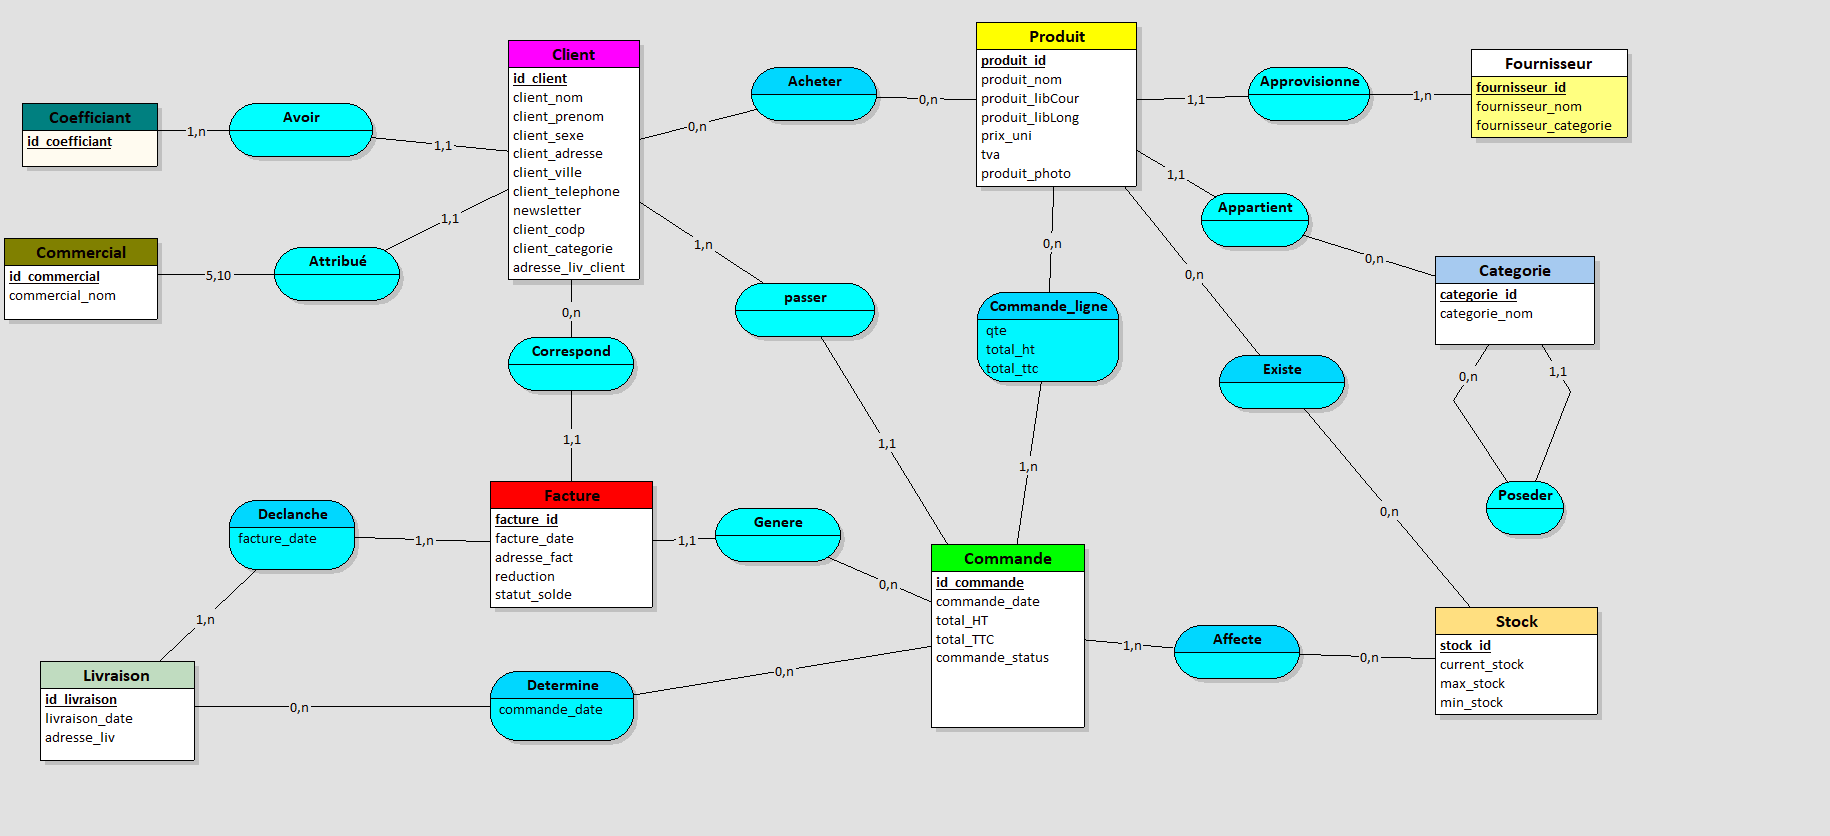 Coefficiant
id_coefficiant
1,n
Avoir
1,1
Commercial
id_commercial
commercial_nom
5,10
Attribué
1,1
Client
id_client
client_nom
client_prenom
client_sexe
client_adresse
client_ville
client_telephone
newsletter
client_codp
client_categorie
adresse_liv_client
0,n
Acheter
0,n
Produit
produit_id
produit_nom
produit_libCour
produit_libLong
prix_uni
tva
produit_photo
1,1
Approvisionne
1,n
Fournisseur
fournisseur_id
fournisseur_nom
fournisseur_categorie
1,1
Appartient
0,n
Categorie
categorie_id
categorie_nom
0,n
1,1
Poseder
0,n
Correspond
1,1
1,n
passer
1,1
0,n
Commande_ligne
qte
total_ht
total_ttc
1,n
0,n
Existe
0,n
Facture
facture_id
facture_date
adresse_fact
reduction
statut_solde
Declanche
facture_date
1,n
1,n
1,1
Genere
0,n
Commande
id_commande
commande_date
total_HT
total_TTC
commande_status
1,n
Affecte
0,n
Stock
stock_id
current_stock
max_stock
min_stock
Livraison
id_livraison
livraison_date
adresse_liv
0,n
Determine
commande_date
0,n